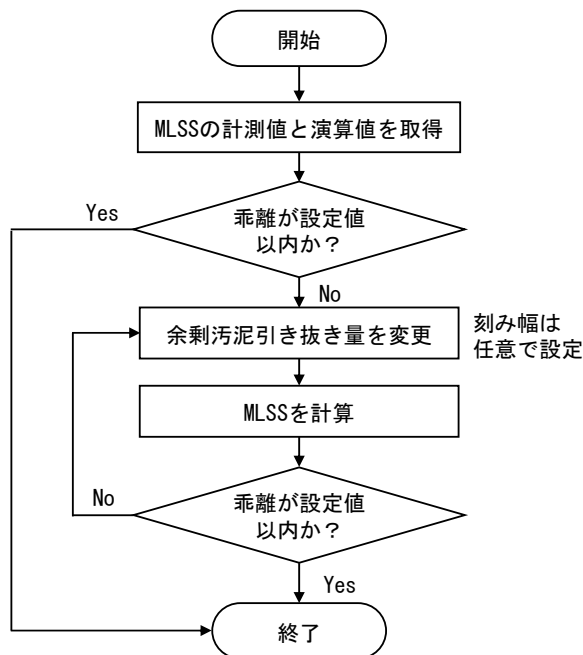 開始
MLSSの計測値と演算値を取得
Yes
乖離が設定値
以内か？
No
余剰汚泥引き抜き量を変更
刻み幅は
任意で設定
MLSSを計算
No
乖離が設定値
以内か？
Yes
終了